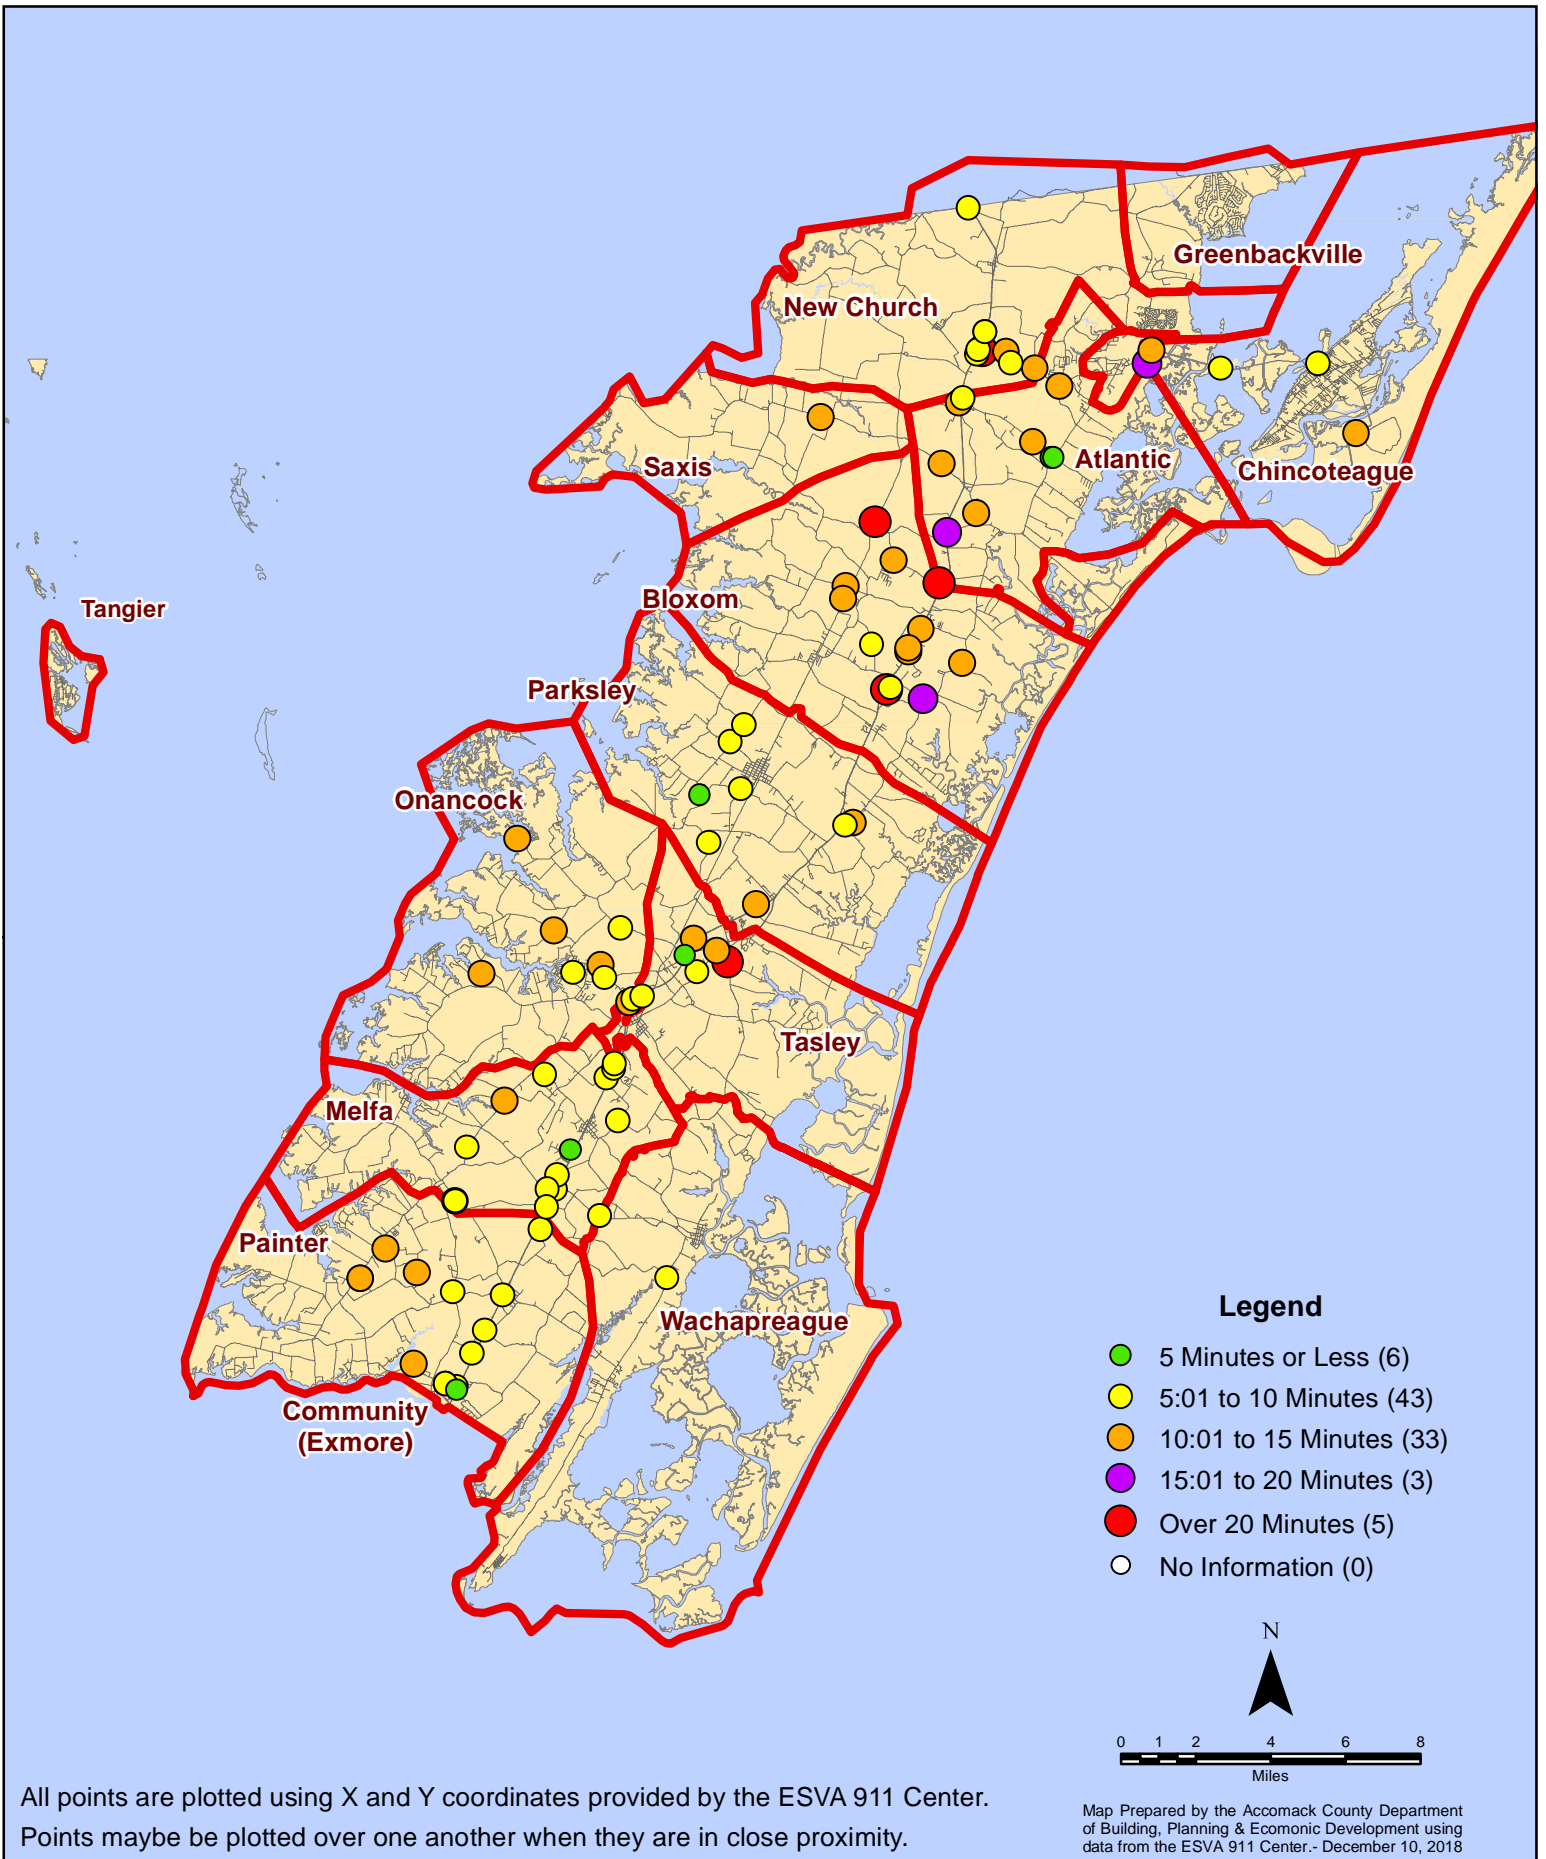 Greenbackville
New Church
Saxis
Atlantic
Chincoteague
Bloxom
Tangier
Parksley
Onancock
Tasley
Melfa
Painter
Wachapreague
Community
(Exmore)
Legend
5 Minutes or Less (6)
5:01 to 10 Minutes (43)
10:01 to 15 Minutes (33)
15:01 to 20 Minutes (3)
Over 20 Minutes (5)
No Information (0)
N
0 1 2 4 6 8
Miles
All points are plotted using X and Y coordinates provided by the ESVA 911 Center.
Points maybe be plotted over one another when they are in close proximity.
Map Prepared by the Accomack County Department
of Building, Planning & Ecomonic Development using
data from the ESVA 911 Center.- December 10, 2018